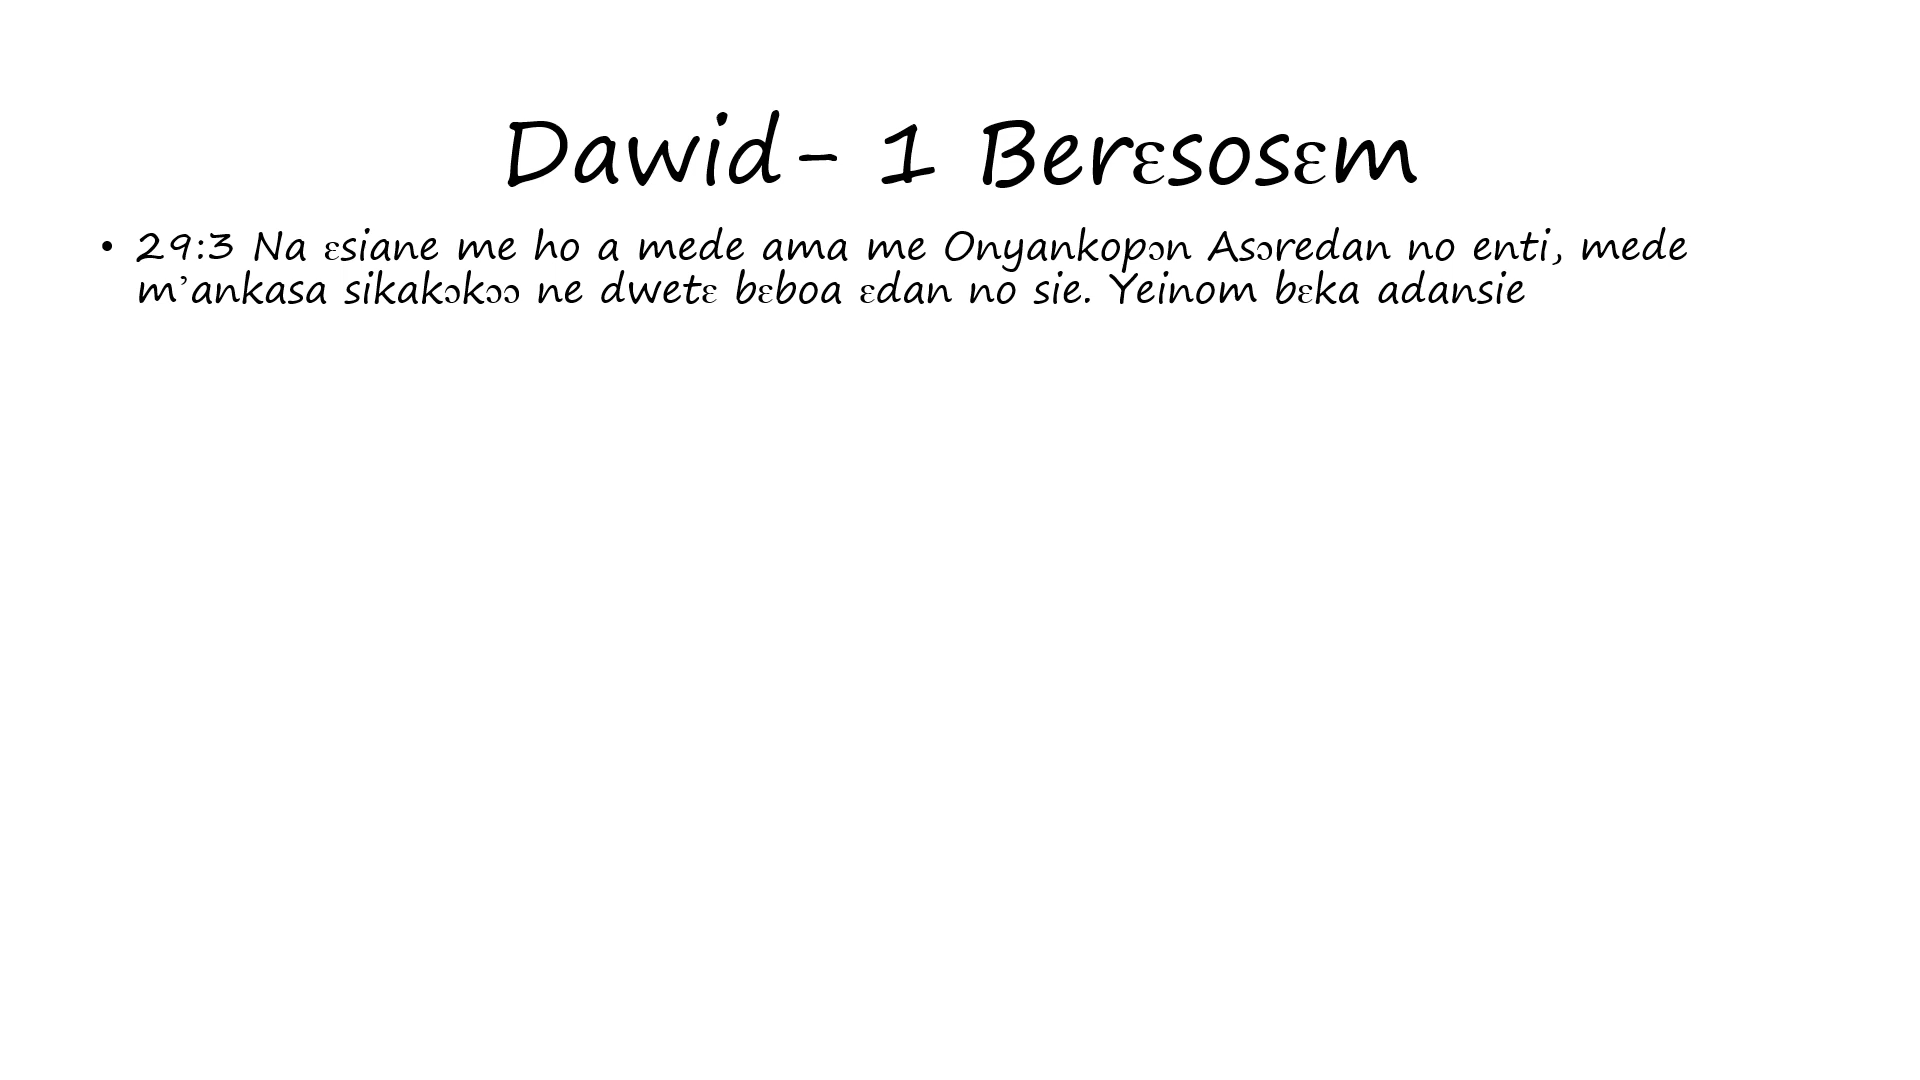 Dawid- 1 Berɛsosɛm
• 29:3 Na ɛsiane me ho a mede ama me Onyankopɔn Asɔredan no enti, mede
m’ankasa sikakɔkɔɔ ne dwetɛ bɛboa ɛdan no sie. Yeinom bɛka adansie